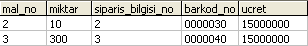 mal_no miktar siparis_bilgisi_no barkod_no ucret
2 10 2 0000030 15000000
3 300 3 0000040 15000000